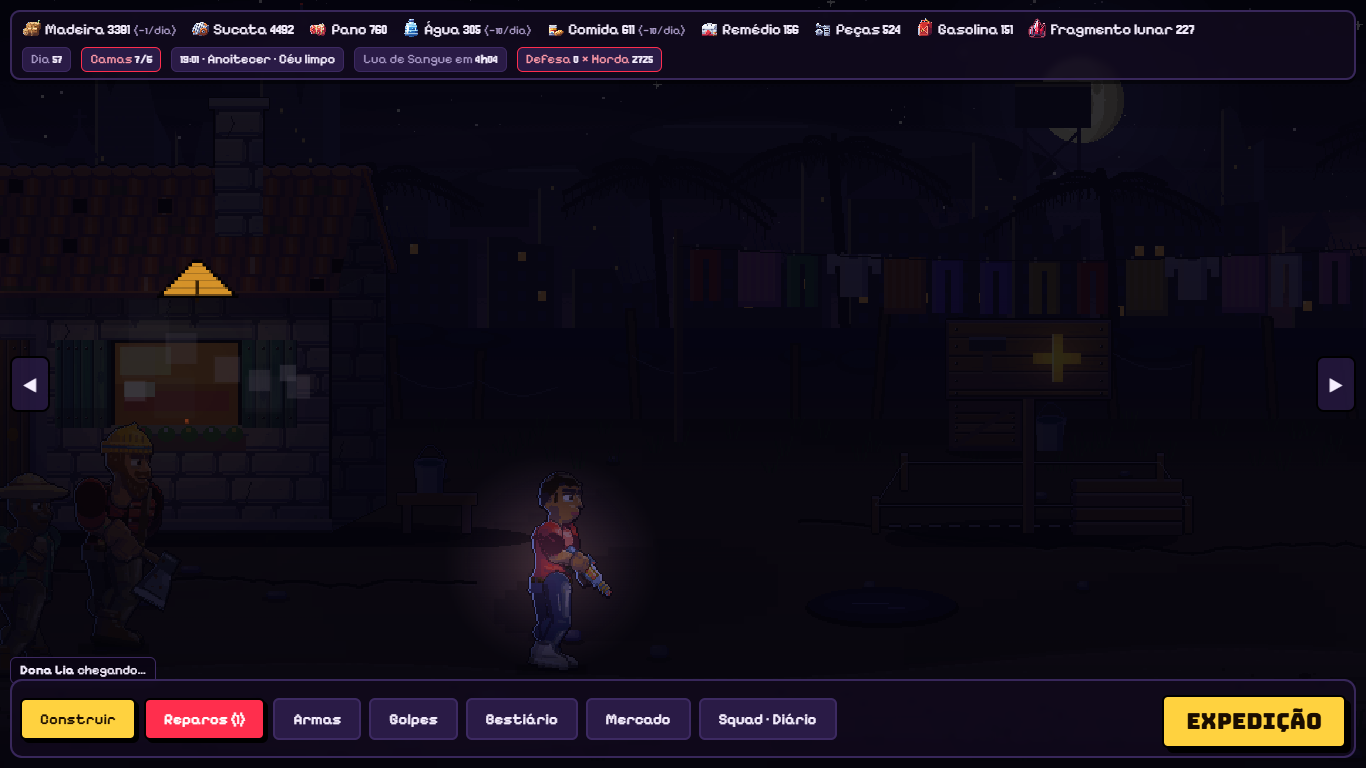 Madeira 3381 (-1/dia) Sucata 4492 Pano 760 Água 305 (-10/dia) Comida 611 (-10/dia) Remédio 156 Peças 524 Gasolina 151 Fragmento lunar 227
Dia 57 Camas 7/6 19:01 · Anoitecer · Céu limpo Lua de Sangue em 4h04 Defesa 0 × Horda 2725
Dona Lia chegando...
Construir Reparos (1) Armas Golpes Bestiário Mercado Squad · Diário EXPEDIÇÃO